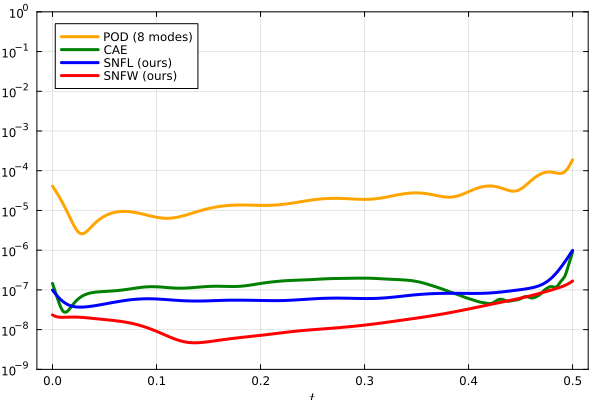 10⁰
10⁻¹
10⁻²
10⁻³
10⁻⁴
10⁻⁵
10⁻⁶
10⁻⁷
10⁻⁸
10⁻⁹
POD (8 modes)
CAE
SNFL (ours)
SNFW (ours)
0.0 0.1 0.2 0.3 0.4 0.5
t